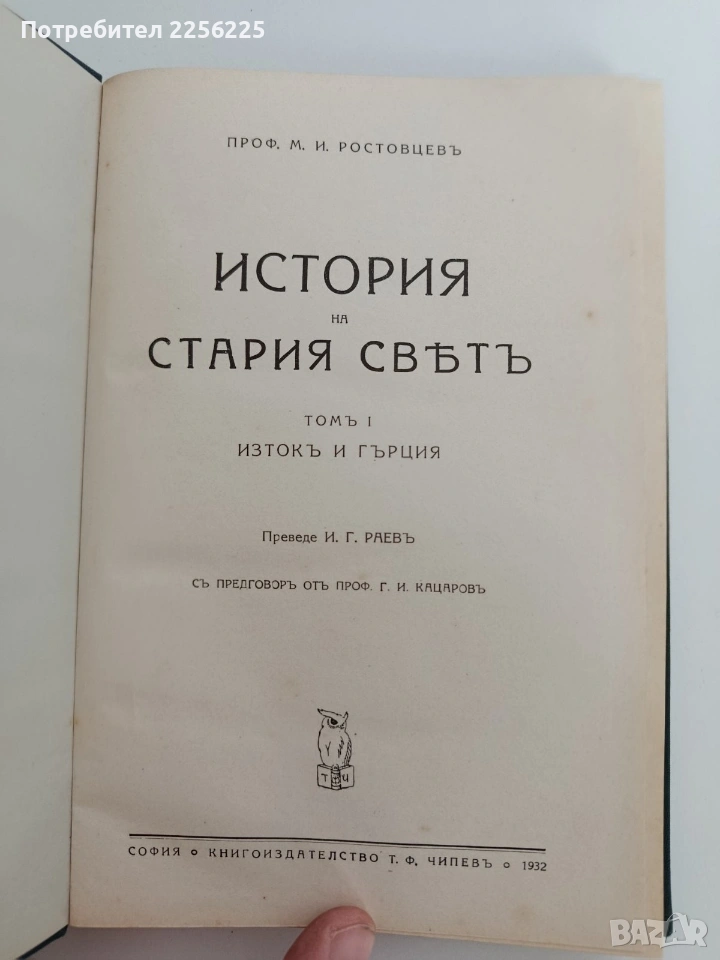 Потребител 2256225
ПРОФ. М. И. РОСТОВЦЕВЪ
ИСТОРИЯ
НА
СТАРИЯ СВѢТЪ
ТОМЪ I
ИЗТОКЪ И ГЪРЦИЯ
Преведе И. Г. РАЕВЪ
СЪ ПРЕДГОВОРЪ ОТЪ ПРОФ. Г. И. КАЦАРОВЪ
Т Ч
СОФИЯ ○ КНИГОИЗДАТЕЛСТВО Т. Ф. ЧИПЕВЪ ○ 1932
BAZAR